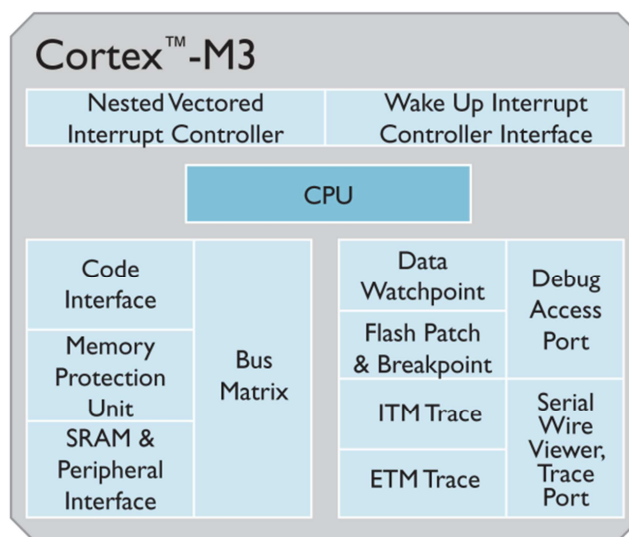 Cortex™-M3
Nested Vectored
Interrupt Controller
Wake Up Interrupt
Controller Interface
CPU
Code
Interface
Memory
Protection
Unit
SRAM &
Peripheral
Interface
Bus
Matrix
Data
Watchpoint
Flash Patch
& Breakpoint
ITM Trace
ETM Trace
Debug
Access
Port
Serial
Wire
Viewer,
Trace
Port